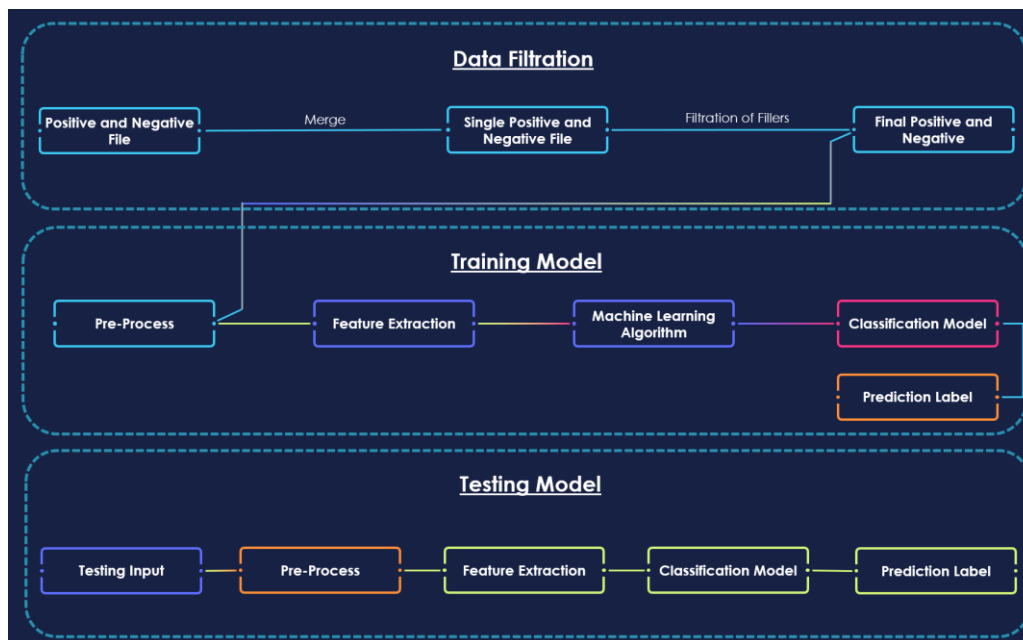 Data Filtration
Positive and Negative
File
Merge
Single Positive and
Negative File
Filtration of Fillers
Final Positive and
Negative
Training Model
Pre-Process
Feature Extraction
Machine Learning
Algorithm
Classification Model
Prediction Label
Testing Model
Testing Input
Pre-Process
Feature Extraction
Classification Model
Prediction Label